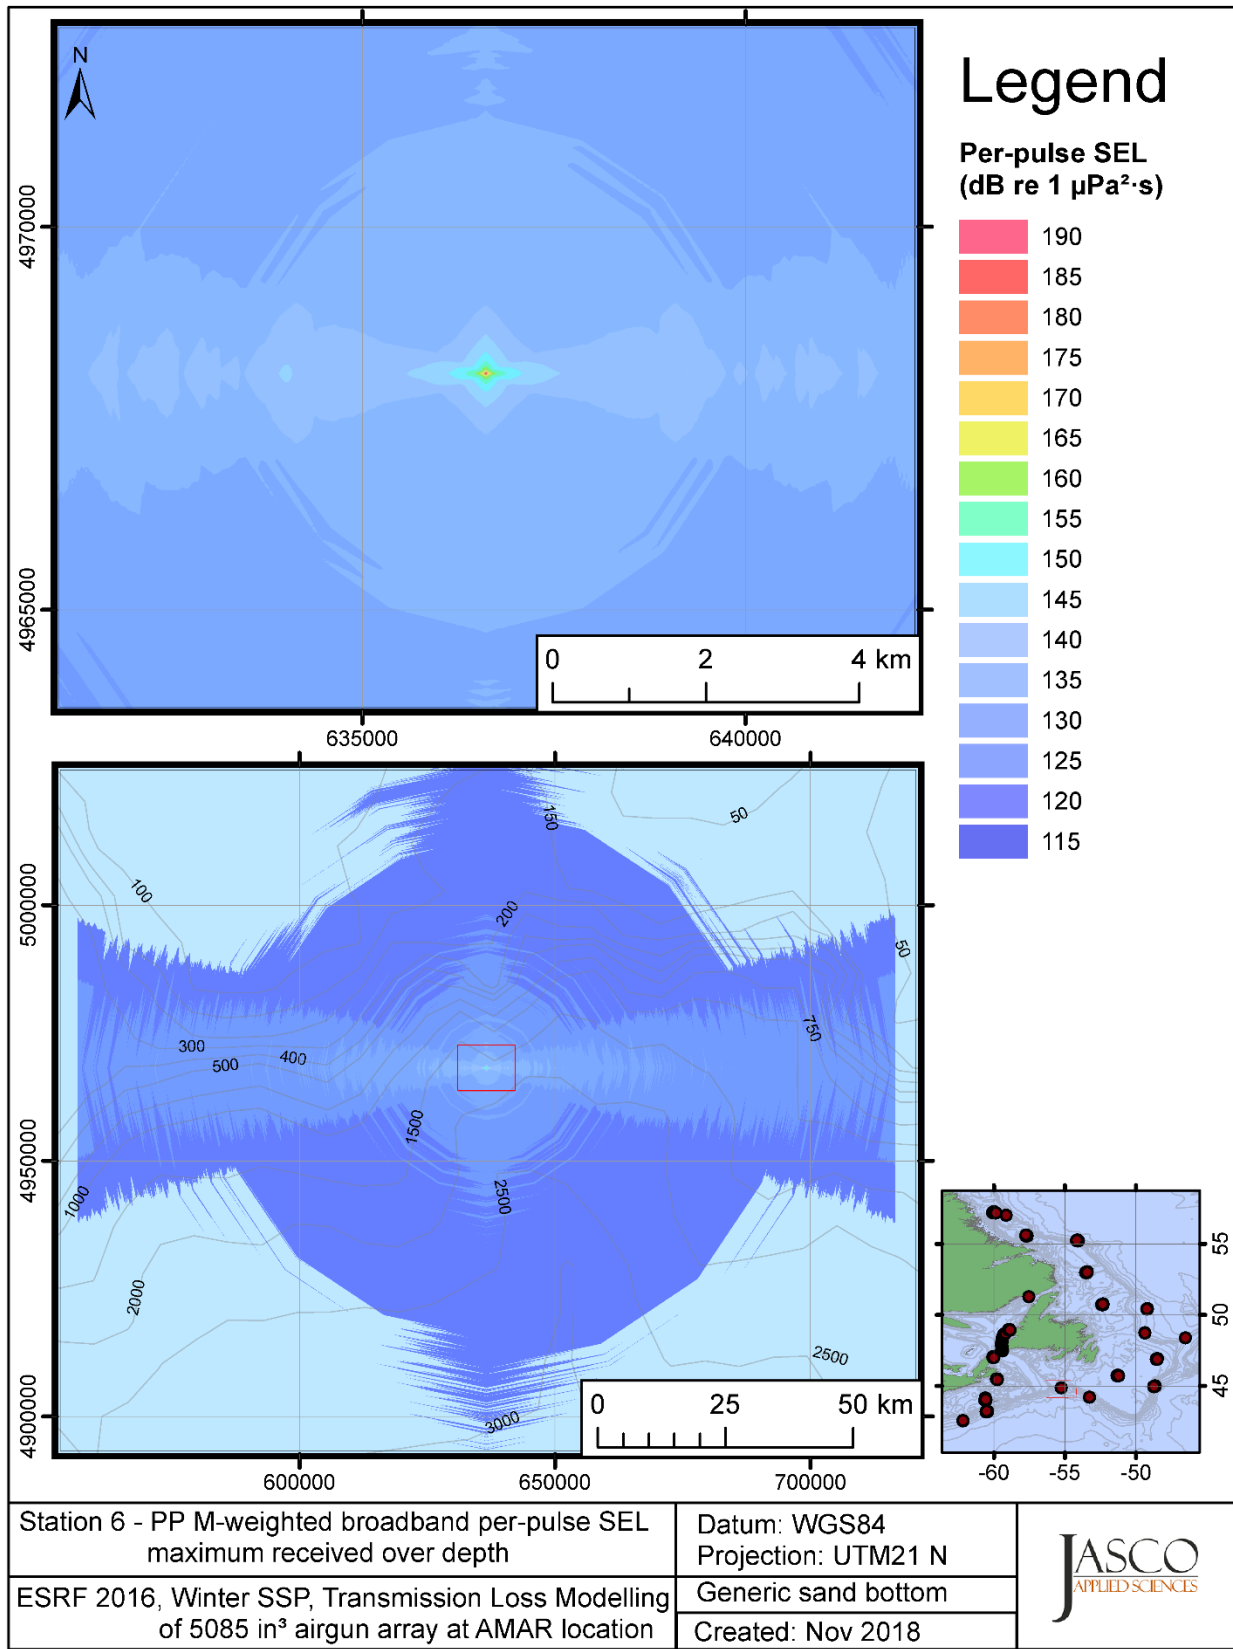 N
4970000
4965000
0 2 4 km
635000 640000
Legend
Per-pulse SEL
(dB re 1 µPa²·s)
190
185
180
175
170
165
160
155
150
145
140
135
130
125
120
115
5000000
4950000
4900000
150
50
100
200
50
750
300
500
400
1500
2500
1000
2000
2500
3000
0 25 50 km
600000 650000 700000
55
50
45
-60 -55 -50
Station 6 - PP M-weighted broadband per-pulse SEL
maximum received over depth
ESRF 2016, Winter SSP, Transmission Loss Modelling
of 5085 in³ airgun array at AMAR location
Datum: WGS84
Projection: UTM21 N
Generic sand bottom
Created: Nov 2018
JASCO
APPLIED SCIENCES